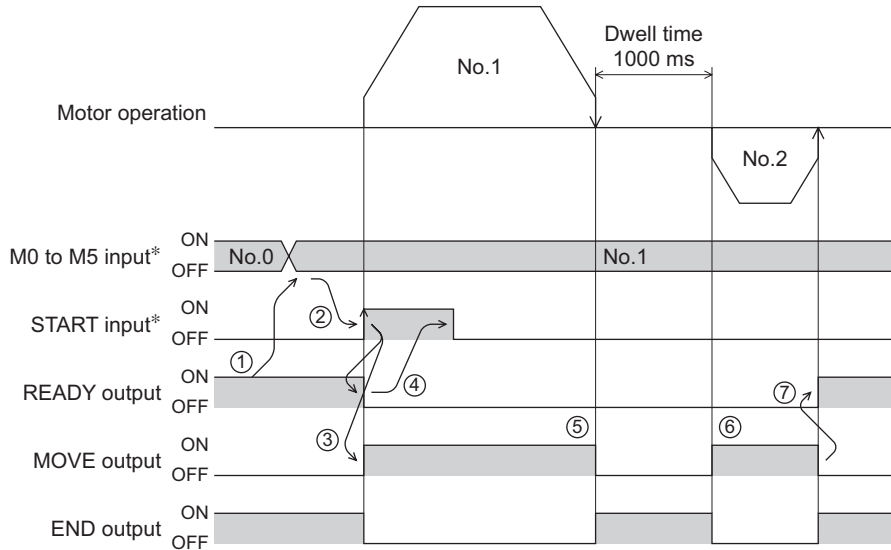 Dwell time
1000 ms
No.1
Motor operation
No.2
M0 to M5 input*
ON
OFF
No.0
No.1
START input*
ON
OFF
②
①
READY output
ON
OFF
④
⑦
③
⑤
⑥
MOVE output
ON
OFF
END output
ON
OFF